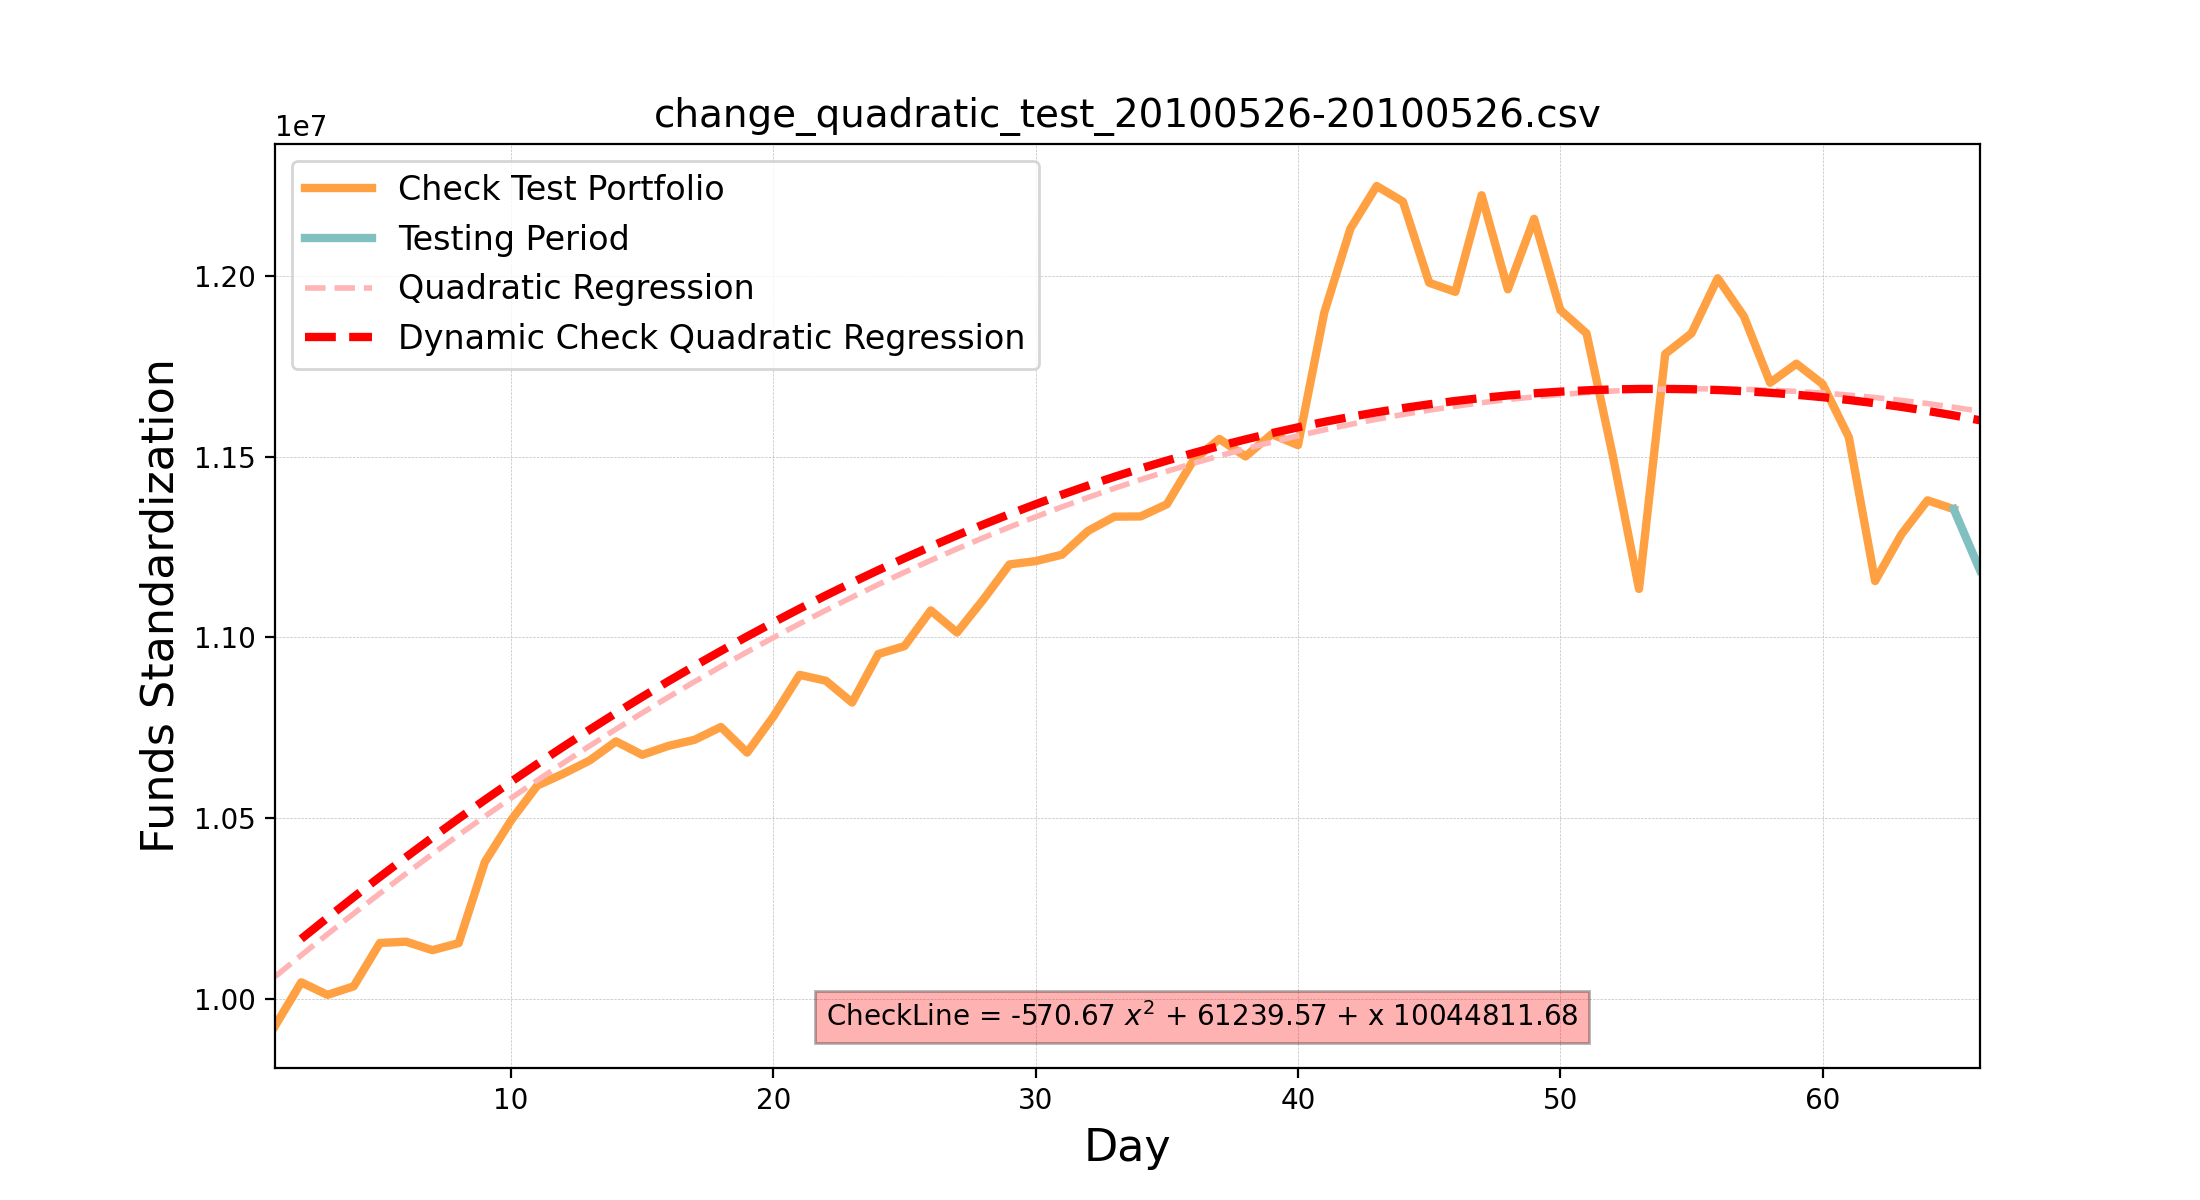 change_quadratic_test_20100526-20100526.csv
1e7
Check Test Portfolio
Testing Period
Quadratic Regression
Dynamic Check Quadratic Regression
1.20
1.15
1.10
1.05
1.00
Funds Standardization
CheckLine = -570.67 x² + 61239.57 + x 10044811.68
10 20 30 40 50 60
Day